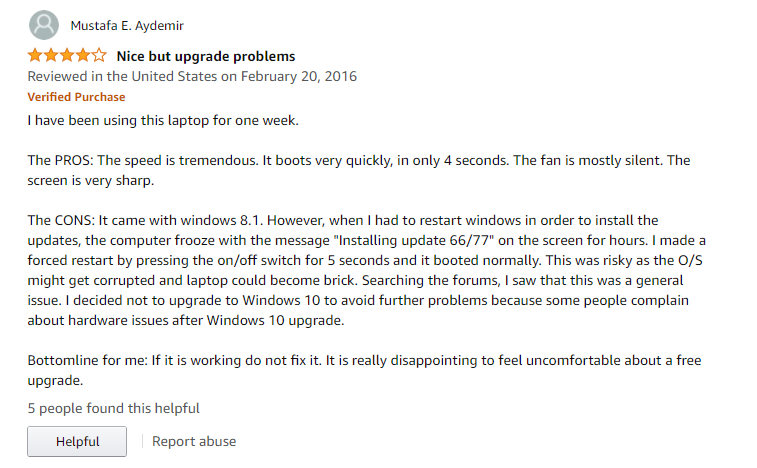 Mustafa E. Aydemir
Nice but upgrade problems
Reviewed in the United States on February 20, 2016
Verified Purchase
I have been using this laptop for one week.
The PROS: The speed is tremendous. It boots very quickly, in only 4 seconds. The fan is mostly silent. The
screen is very sharp.
The CONS: It came with windows 8.1. However, when I had to restart windows in order to install the
updates, the computer frooze with the message "Installing update 66/77" on the screen for hours. I made a
forced restart by pressing the on/off switch for 5 seconds and it booted normally. This was risky as the O/S
might get corrupted and laptop could become brick. Searching the forums, I saw that this was a general
issue. I decided not to upgrade to Windows 10 to avoid further problems because some people complain
about hardware issues after Windows 10 upgrade.
Bottomline for me: If it is working do not fix it. It is really disappointing to feel uncomfortable about a free
upgrade.
5 people found this helpful
Helpful
Report abuse